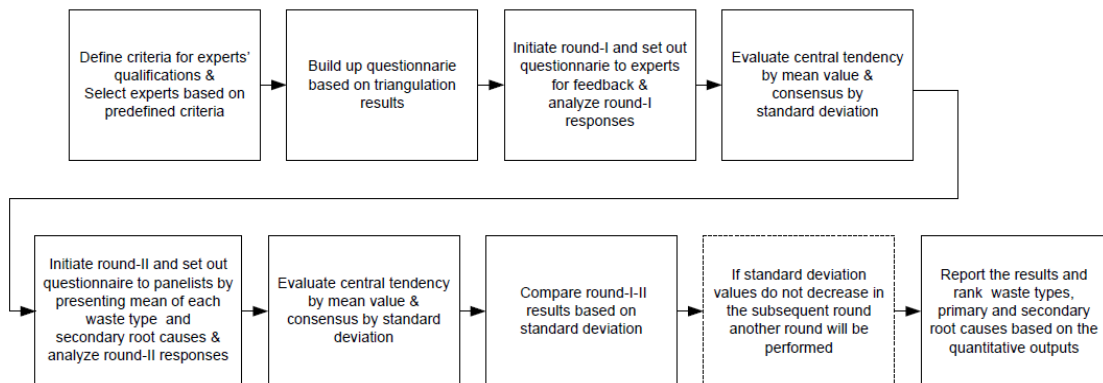 Define criteria for experts'
qualifications &
Select experts based on
predefined criteria
Build up questionnarie
based on triangulation
results
Initiate round-I and set out
questionnarie to experts
for feedback &
analyze round-I
responses
Evaluate central tendency
by mean value &
consensus by
standard deviation
Initiate round-II and set out
questionnaire to panelists by
presenting mean of each
waste type and
secondary root causes &
analyze round-II responses
Evaluate central tendency
by mean value &
consensus by standard
deviation
Compare round-I-II
results based on
standard deviation
If standard deviation
values do not decrease in
the subsequent round
another round will be
performed
Report the results and
rank waste types,
primary and secondary
root causes based on the
quantitative outputs